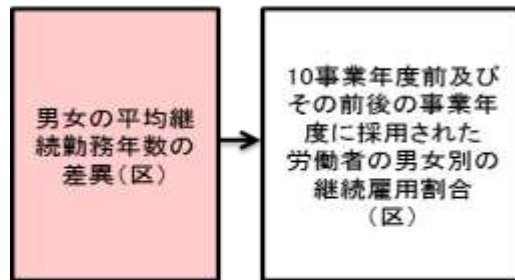 男女の平均継
続勤務年数の
差異(区)
10事業年度前及び
その前後の事業年
度に採用された
労働者の男女別の
継続雇用割合
(区)